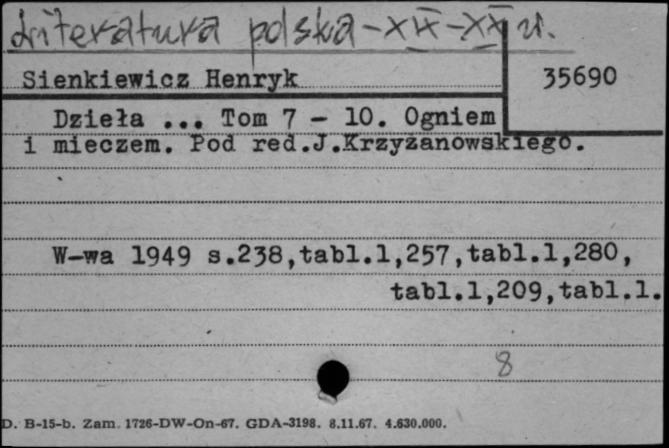 Literatura polska-XIX-XX w.
Sienkiewicz Henryk
35690
Dzieła ... Tom 7 - 10. Ogniem
i mieczem. Pod red.J.Krzyżanowskiego.
W-wa 1949 s.238,tabl.1,257,tabl.1,280,
tabl.1,209,tabl.1.
8
D. B-15-b. Zam. 1726-DW-On-67. GDA-3198. 8.11.67. 4.630.000.